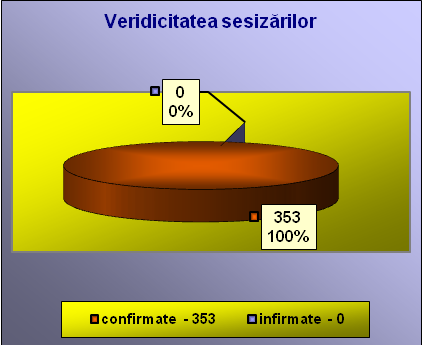 Veridicitatea sesizărilor
0
0%
353
100%
confirmate - 353
infirmate - 0